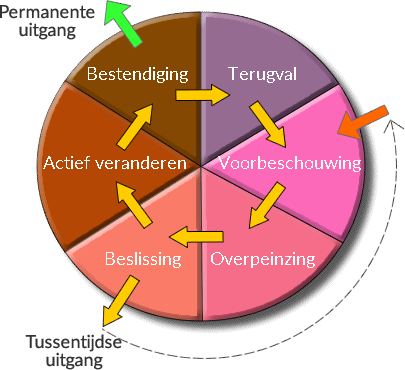 Permanente
uitgang
Bestendiging
Terugval
Actief veranderen
Voorbeschouwing
Beslissing
Overpeinzing
Tussentijdse
uitgang